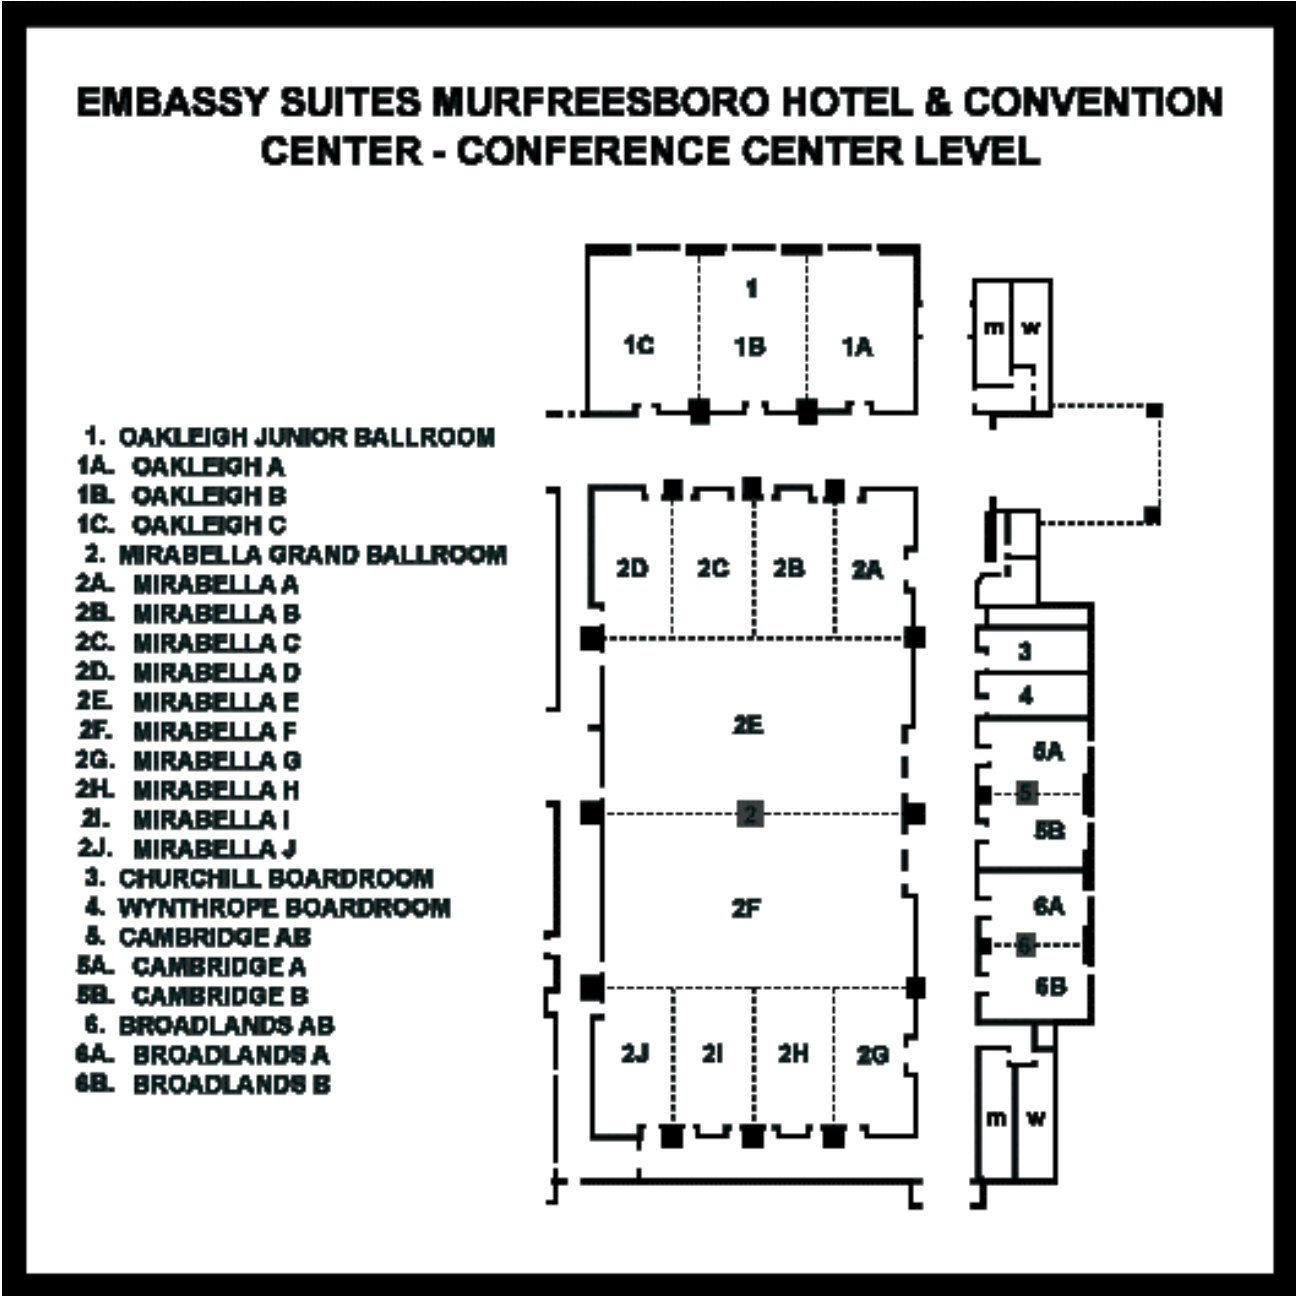 EMBASSY SUITES MURFREESBORO HOTEL & CONVENTION
CENTER - CONFERENCE CENTER LEVEL
1. OAKLEIGH JUNIOR BALLROOM
1A. OAKLEIGH A
1B. OAKLEIGH B
1C. OAKLEIGH C
2. MIRABELLA GRAND BALLROOM
2A. MIRABELLA A
2B. MIRABELLA B
2C. MIRABELLA C
2D. MIRABELLA D
2E. MIRABELLA E
2F. MIRABELLA F
2G. MIRABELLA G
2H. MIRABELLA H
2I. MIRABELLA I
2J. MIRABELLA J
3. CHURCHILL BOARDROOM
4. WYNTHROPE BOARDROOM
5. CAMBRIDGE AB
5A. CAMBRIDGE A
5B. CAMBRIDGE B
6. BROADLANDS AB
6A. BROADLANDS A
6B. BROADLANDS B
1
1C 1B 1A
m w
2D 2C 2B 2A
2E
2
2F
2J 2I 2H 2G
3
4
5A
5
5B
6A
6
6B
m w